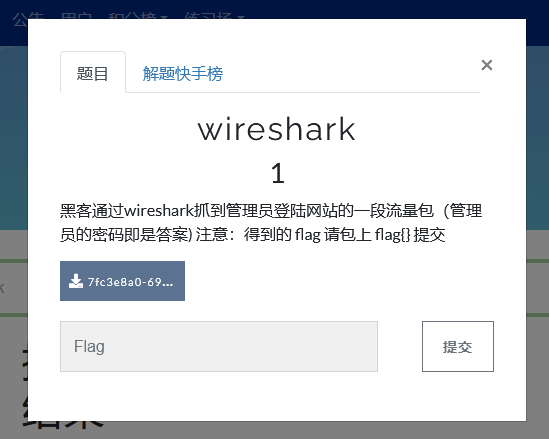 公告 用户 积分榜 练习场
题目 解题快手榜 ×
wireshark
1
黑客通过wireshark抓到管理员登陆网站的一段流量包（管理
员的密码即是答案) 注意：得到的 flag 请包上 flag{} 提交
7fc3e8a0-69...
Flag 提交
结果